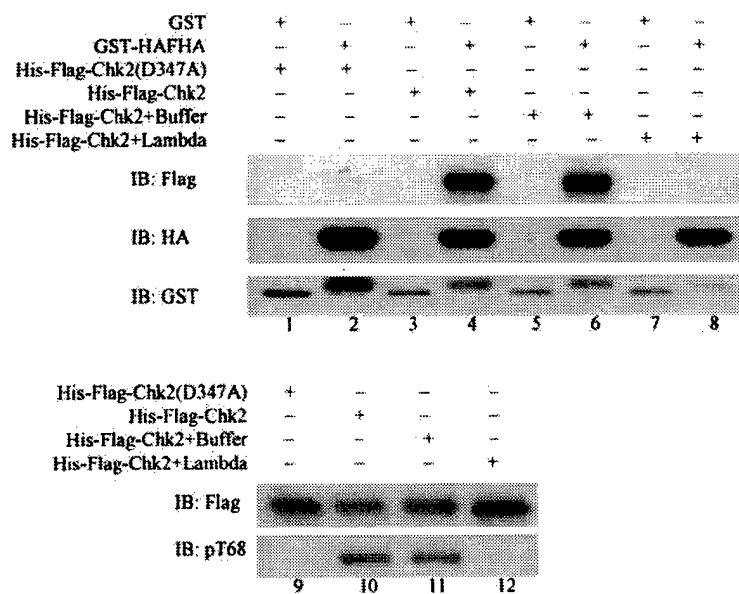 GST + – + – + – + –
GST-HAFHA – + – + – + – +
His-Flag-Chk2(D347A) + + – – – – – –
His-Flag-Chk2 – – + + – – – –
His-Flag-Chk2+Buffer – – – – + + – –
His-Flag-Chk2+Lambda – – – – – – + +
IB: Flag
IB: HA
IB: GST
1 2 3 4 5 6 7 8
His-Flag-Chk2(D347A) + – – –
His-Flag-Chk2 – + – –
His-Flag-Chk2+Buffer – – + –
His-Flag-Chk2+Lambda – – – +
IB: Flag
IB: pT68
9 10 11 12